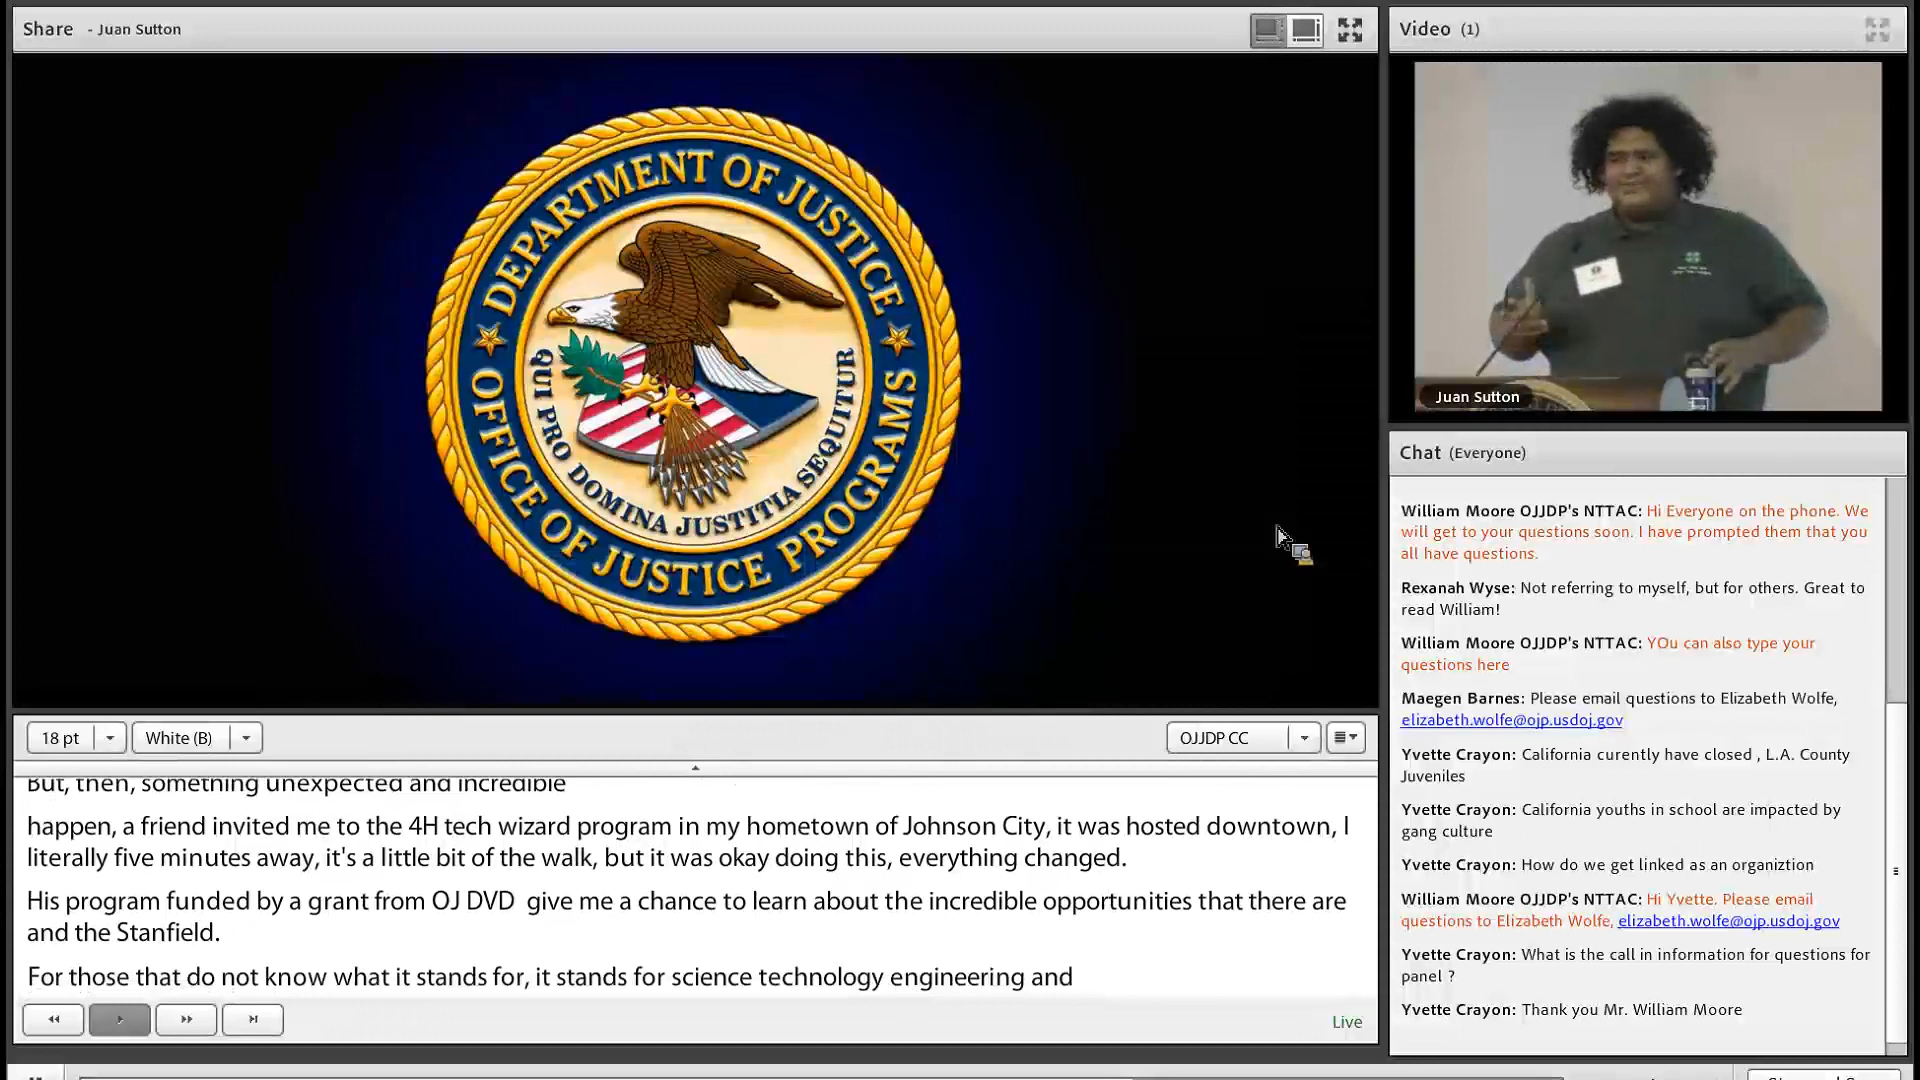 Share - Juan Sutton
DEPARTMENT OF JUSTICE
OFFICE OF JUSTICE PROGRAMS
QUI PRO DOMINA JUSTITIA SEQUITUR
18 pt
White (B)
OJJDP CC
But, then, something unexpected and incredible
happen, a friend invited me to the 4H tech wizard program in my hometown of Johnson City, it was hosted downtown, I
literally five minutes away, it's a little bit of the walk, but it was okay doing this, everything changed.
His program funded by a grant from OJ DVD  give me a chance to learn about the incredible opportunities that there are
and the Stanfield.
For those that do not know what it stands for, it stands for science technology engineering and
Live
Video (1)
Juan Sutton
Chat (Everyone)
William Moore OJJDP's NTTAC: Hi Everyone on the phone. We
will get to your questions soon. I have prompted them that you
all have questions.
Rexanah Wyse: Not referring to myself, but for others. Great to
read William!
William Moore OJJDP's NTTAC: YOu can also type your
questions here
Maegen Barnes: Please email questions to Elizabeth Wolfe,
elizabeth.wolfe@ojp.usdoj.gov
Yvette Crayon: California curently have closed , L.A. County
Juveniles
Yvette Crayon: California youths in school are impacted by
gang culture
Yvette Crayon: How do we get linked as an organiztion
William Moore OJJDP's NTTAC: Hi Yvette. Please email
questions to Elizabeth Wolfe, elizabeth.wolfe@ojp.usdoj.gov
Yvette Crayon: What is the call in information for questions for
panel ?
Yvette Crayon: Thank you Mr. William Moore